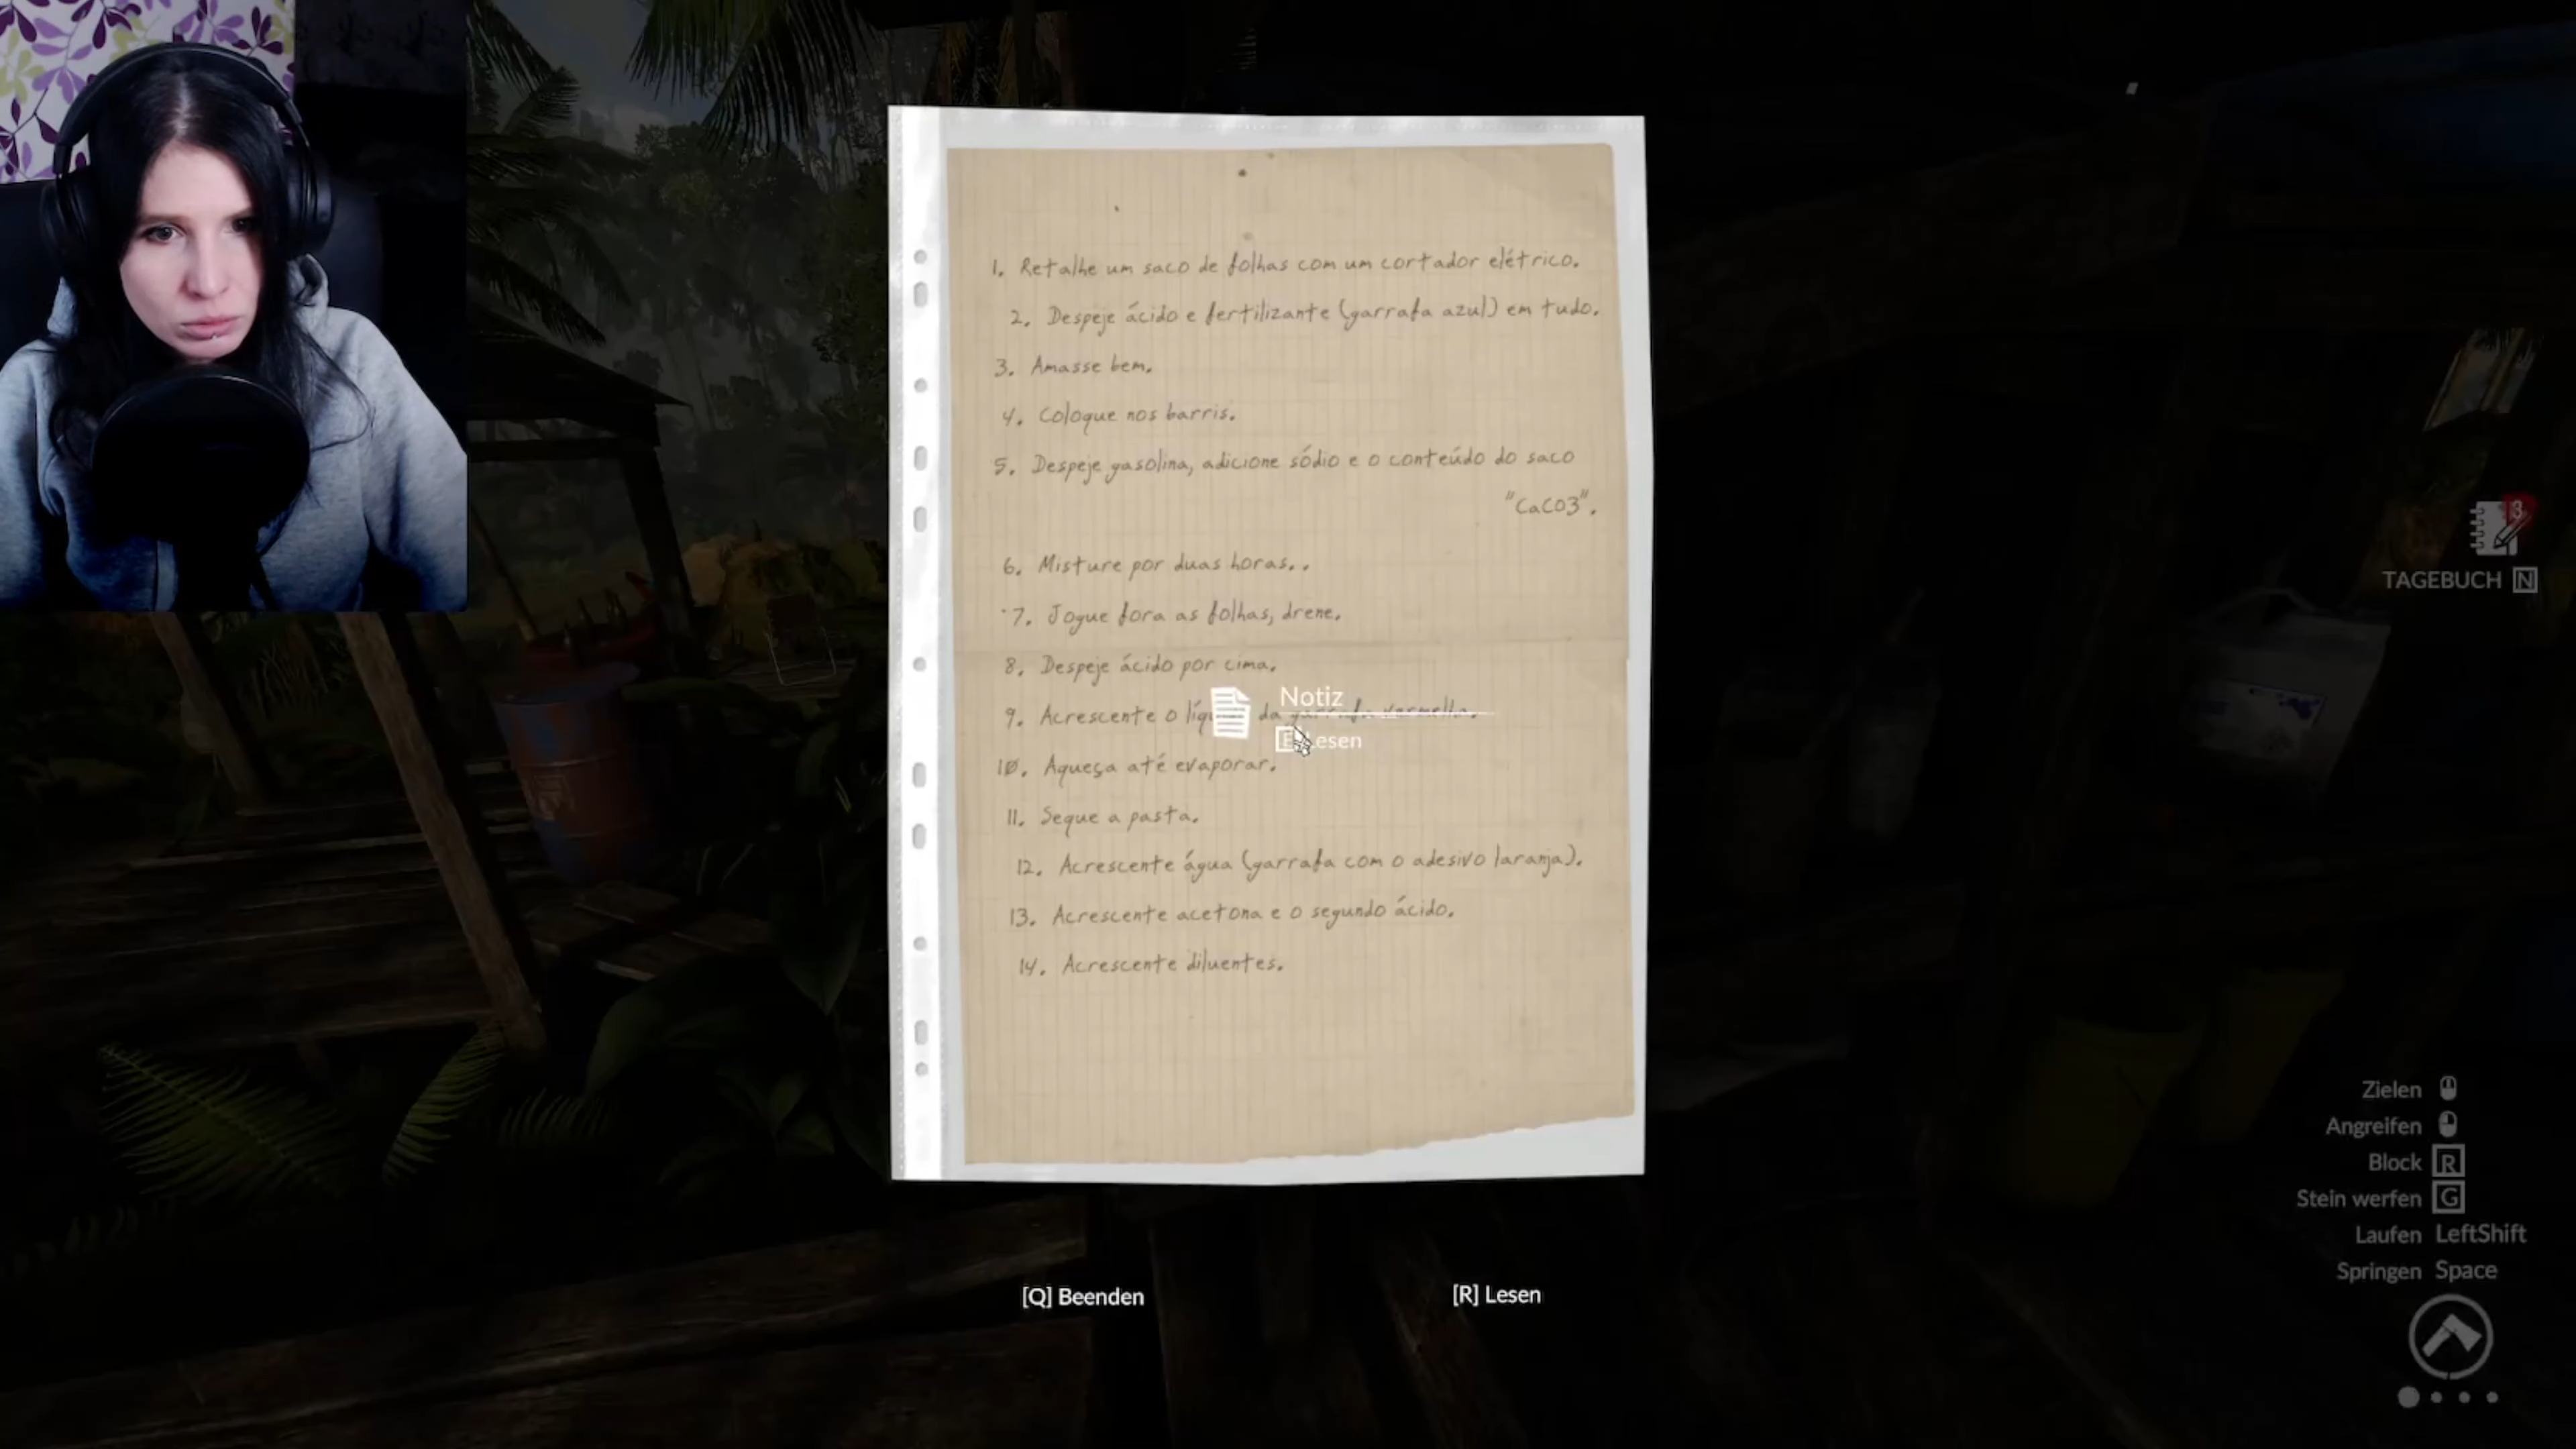 1. Retalhe um saco de folhas com um cortador elétrico.
2. Despeje ácido e fertilizante (garrafa azul) em tudo.
3. Amasse bem.
4. Coloque nos barris.
5. Despeje gasolina, adicione sódio e o conteúdo do saco
"CaCO3".
6. Misture por duas horas..
7. Jogue fora as folhas, drene.
8. Despeje ácido por cima.
9. Acrescente o da garrafa vermella.
Notiz
Lesen
10. Aqueça até evaporar.
11. Seque a pasta.
12. Acrescente água (garrafa com o adesivo laranja).
13. Acrescente acetona e o segundo ácido.
14. Acrescente diluentes.
[Q] Beenden
[R] Lesen
13
TAGEBUCH N
Zielen
Angreifen
Block R
Stein werfen G
Laufen LeftShift
Springen Space